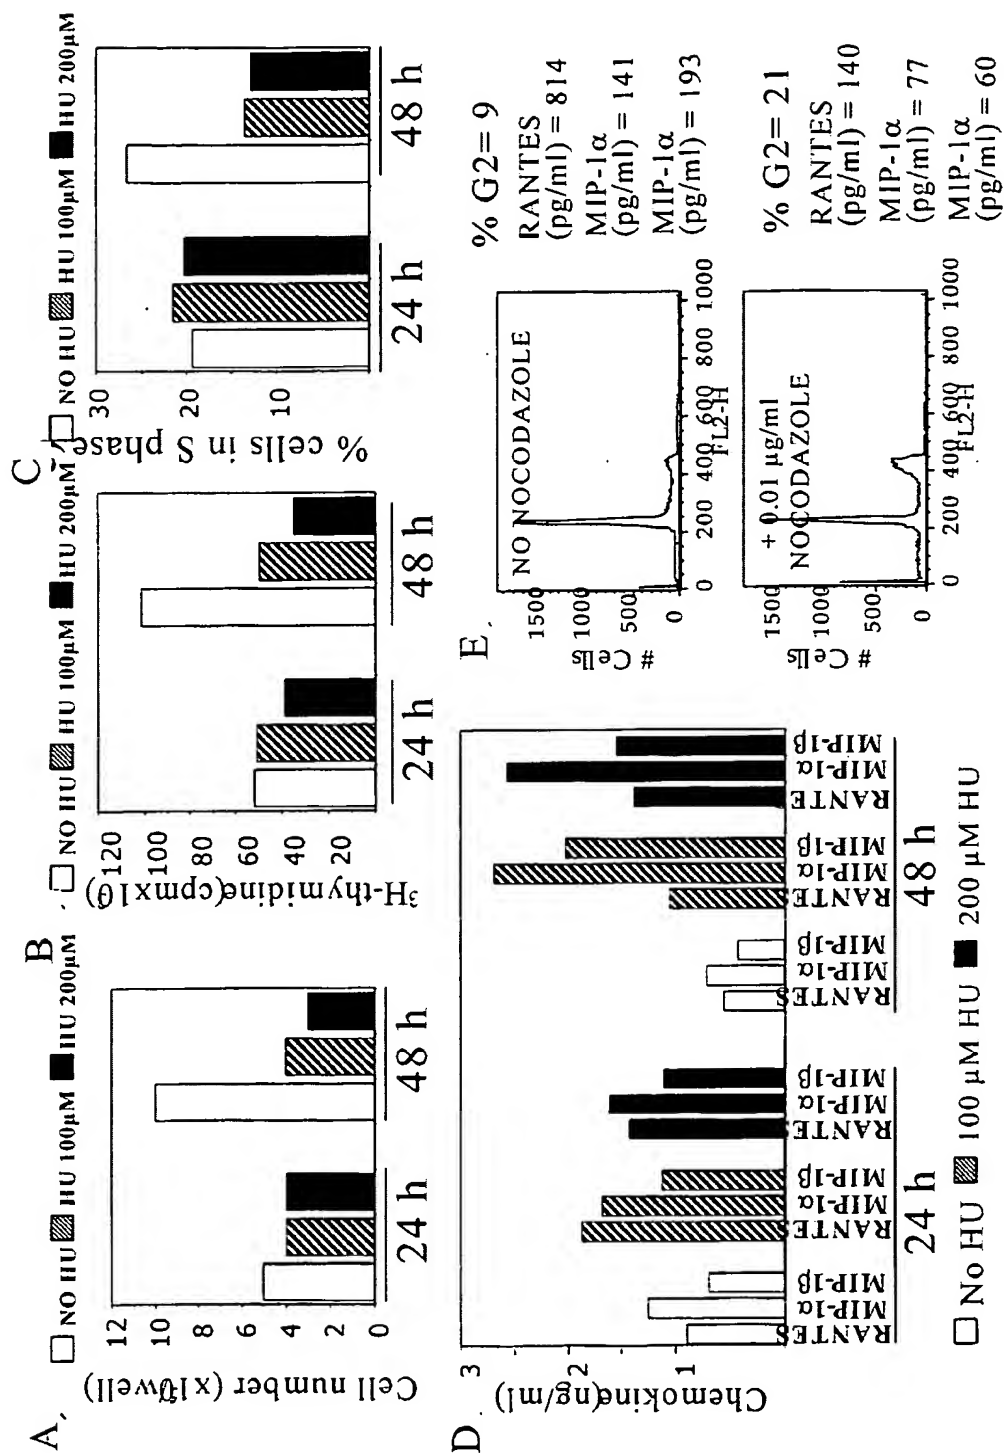 A
NO HU HU 100µM HU 200µM
Cell number (x10 well)
12
10
8
6
4
2
0
24 h
48 h
B
NO HU HU 100µM HU 200µM
³H-thymidine(cpmx10
120
100
80
60
40
20
24 h
48 h
C
NO HU HU 100µM HU 200µM
% cells in S phase
30
20
10
24 h
48 h
D
Chemokine(ng/ml)
3
2
1
RANTES
MIP-1α
MIP-1β
RANTES
MIP-1α
MIP-1β
RANTES
MIP-1α
MIP-1β
24 h
RANTES
MIP-1α
MIP-1β
RANTE
MIP-1α
MIP-1β
RANTE
MIP-1α
MIP-1β
48 h
No HU 100 µM HU 200 µM HU
E
# Cells
1500
1000
500
0
NO NOCODAZOLE
0 200 400 600 800 1000
FL2-H
% G2= 9
RANTES
(pg/ml) = 814
MIP-1α
(pg/ml) = 141
MIP-1α
(pg/ml) = 193
# Cells
1500
1000
500
0
+ 0.01 µg/ml
NOCODAZOLE
0 200 400 600 800 1000
FL2-H
% G2= 21
RANTES
(pg/ml) = 140
MIP-1α
(pg/ml) = 77
MIP-1α
(pg/ml) = 60